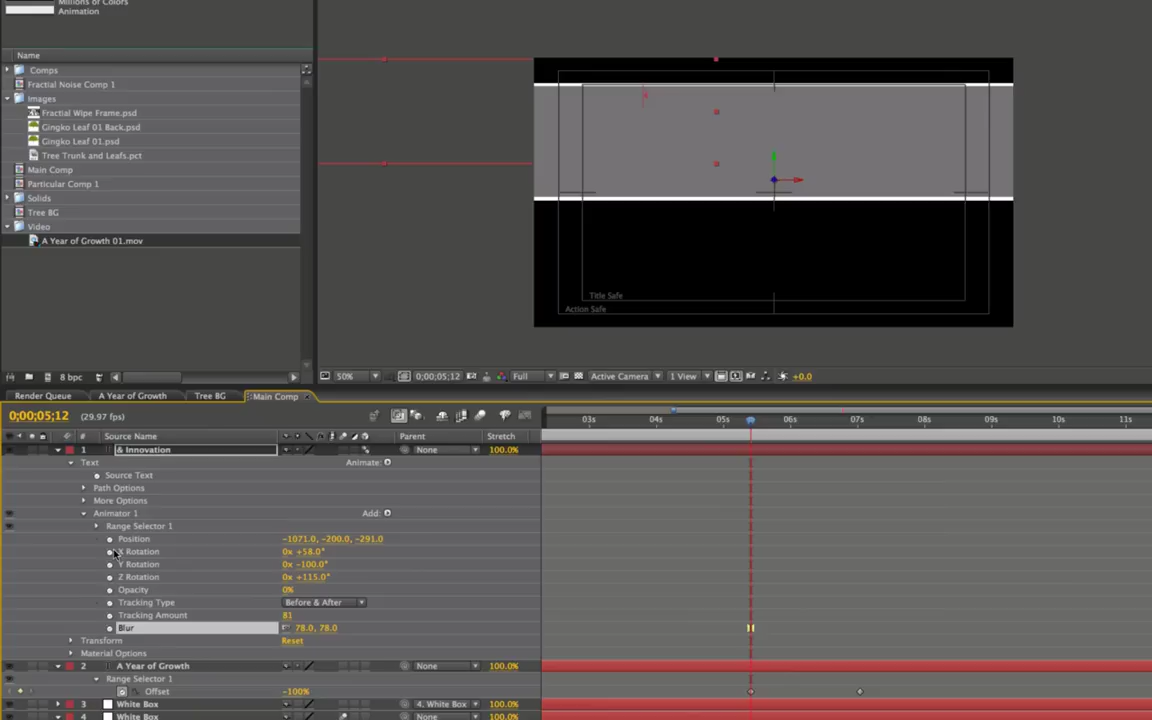 Millions of Colors
Animation
Name
Comps
Fractal Noise Comp 1
Images
Fractal Wipe Frame.psd
Gingko Leaf 01 Back.psd
Gingko Leaf 01.psd
Tree Trunk and Leafs.pct
Main Comp
Particular Comp 1
Solids
Tree BG
Video
A Year of Growth 01.mov
8 bpc
Title Safe
Action Safe
50% 0;00;05;12 Full Active Camera 1 View +0.0
Render Queue A Year of Growth Tree BG Main Comp ×
0;00;05;12 (29.97 fps)
03s 04s 05s 06s 07s 08s 09s 10s 11s
# Source Name Parent Stretch
1 & Innovation None 100.0%
Text Animate:
Source Text
Path Options
More Options
Animator 1 Add:
Range Selector 1
Position -1071.0, -200.0, -291.0
X Rotation 0x +58.0°
Y Rotation 0x -100.0°
Z Rotation 0x +115.0°
Opacity 0%
Tracking Type Before & After
Tracking Amount 81
Blur 78.0, 78.0
Transform Reset
Material Options
2 A Year of Growth None 100.0%
Range Selector 1
Offset -100%
3 White Box 4. White Box 100.0%
4 White Box None 100.0%